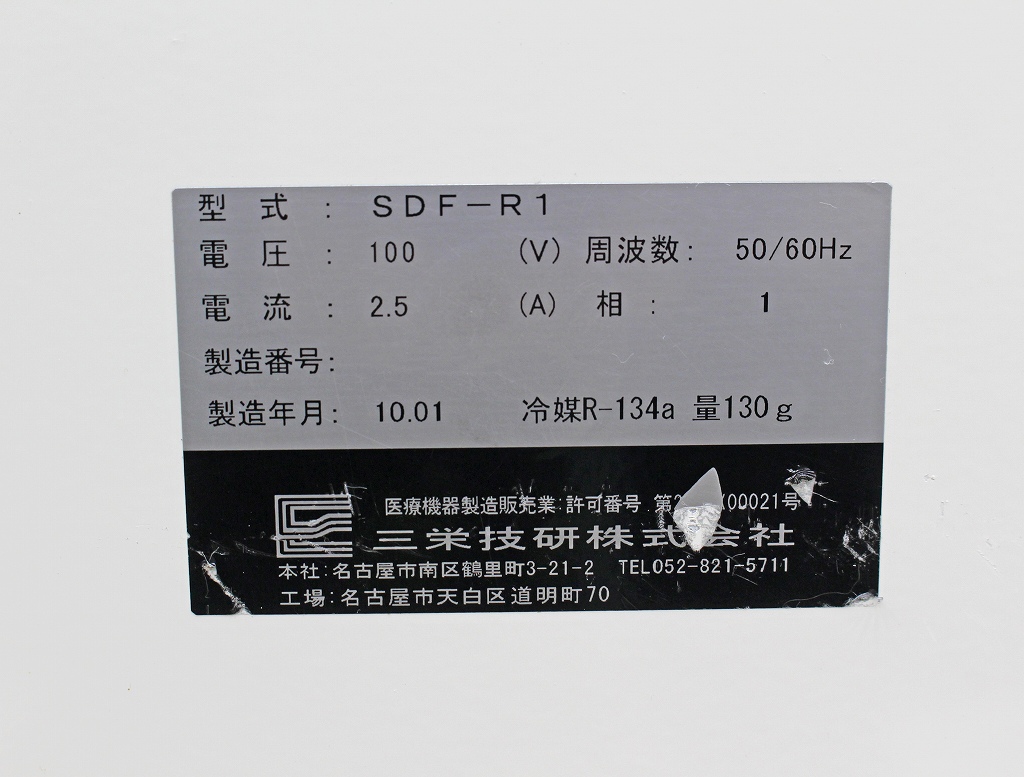 型式: SDF-R1
電圧: 100 (V) 周波数: 50/60Hz
電流: 2.5 (A) 相: 1
製造番号:
製造年月: 10.01 冷媒R-134a 量130g
医療機器製造販売業:許可番号
三栄技研株式会社
本社:名古屋市南区鶴里町3-21-2 TEL052-821-5711
工場:名古屋市天白区道明町70